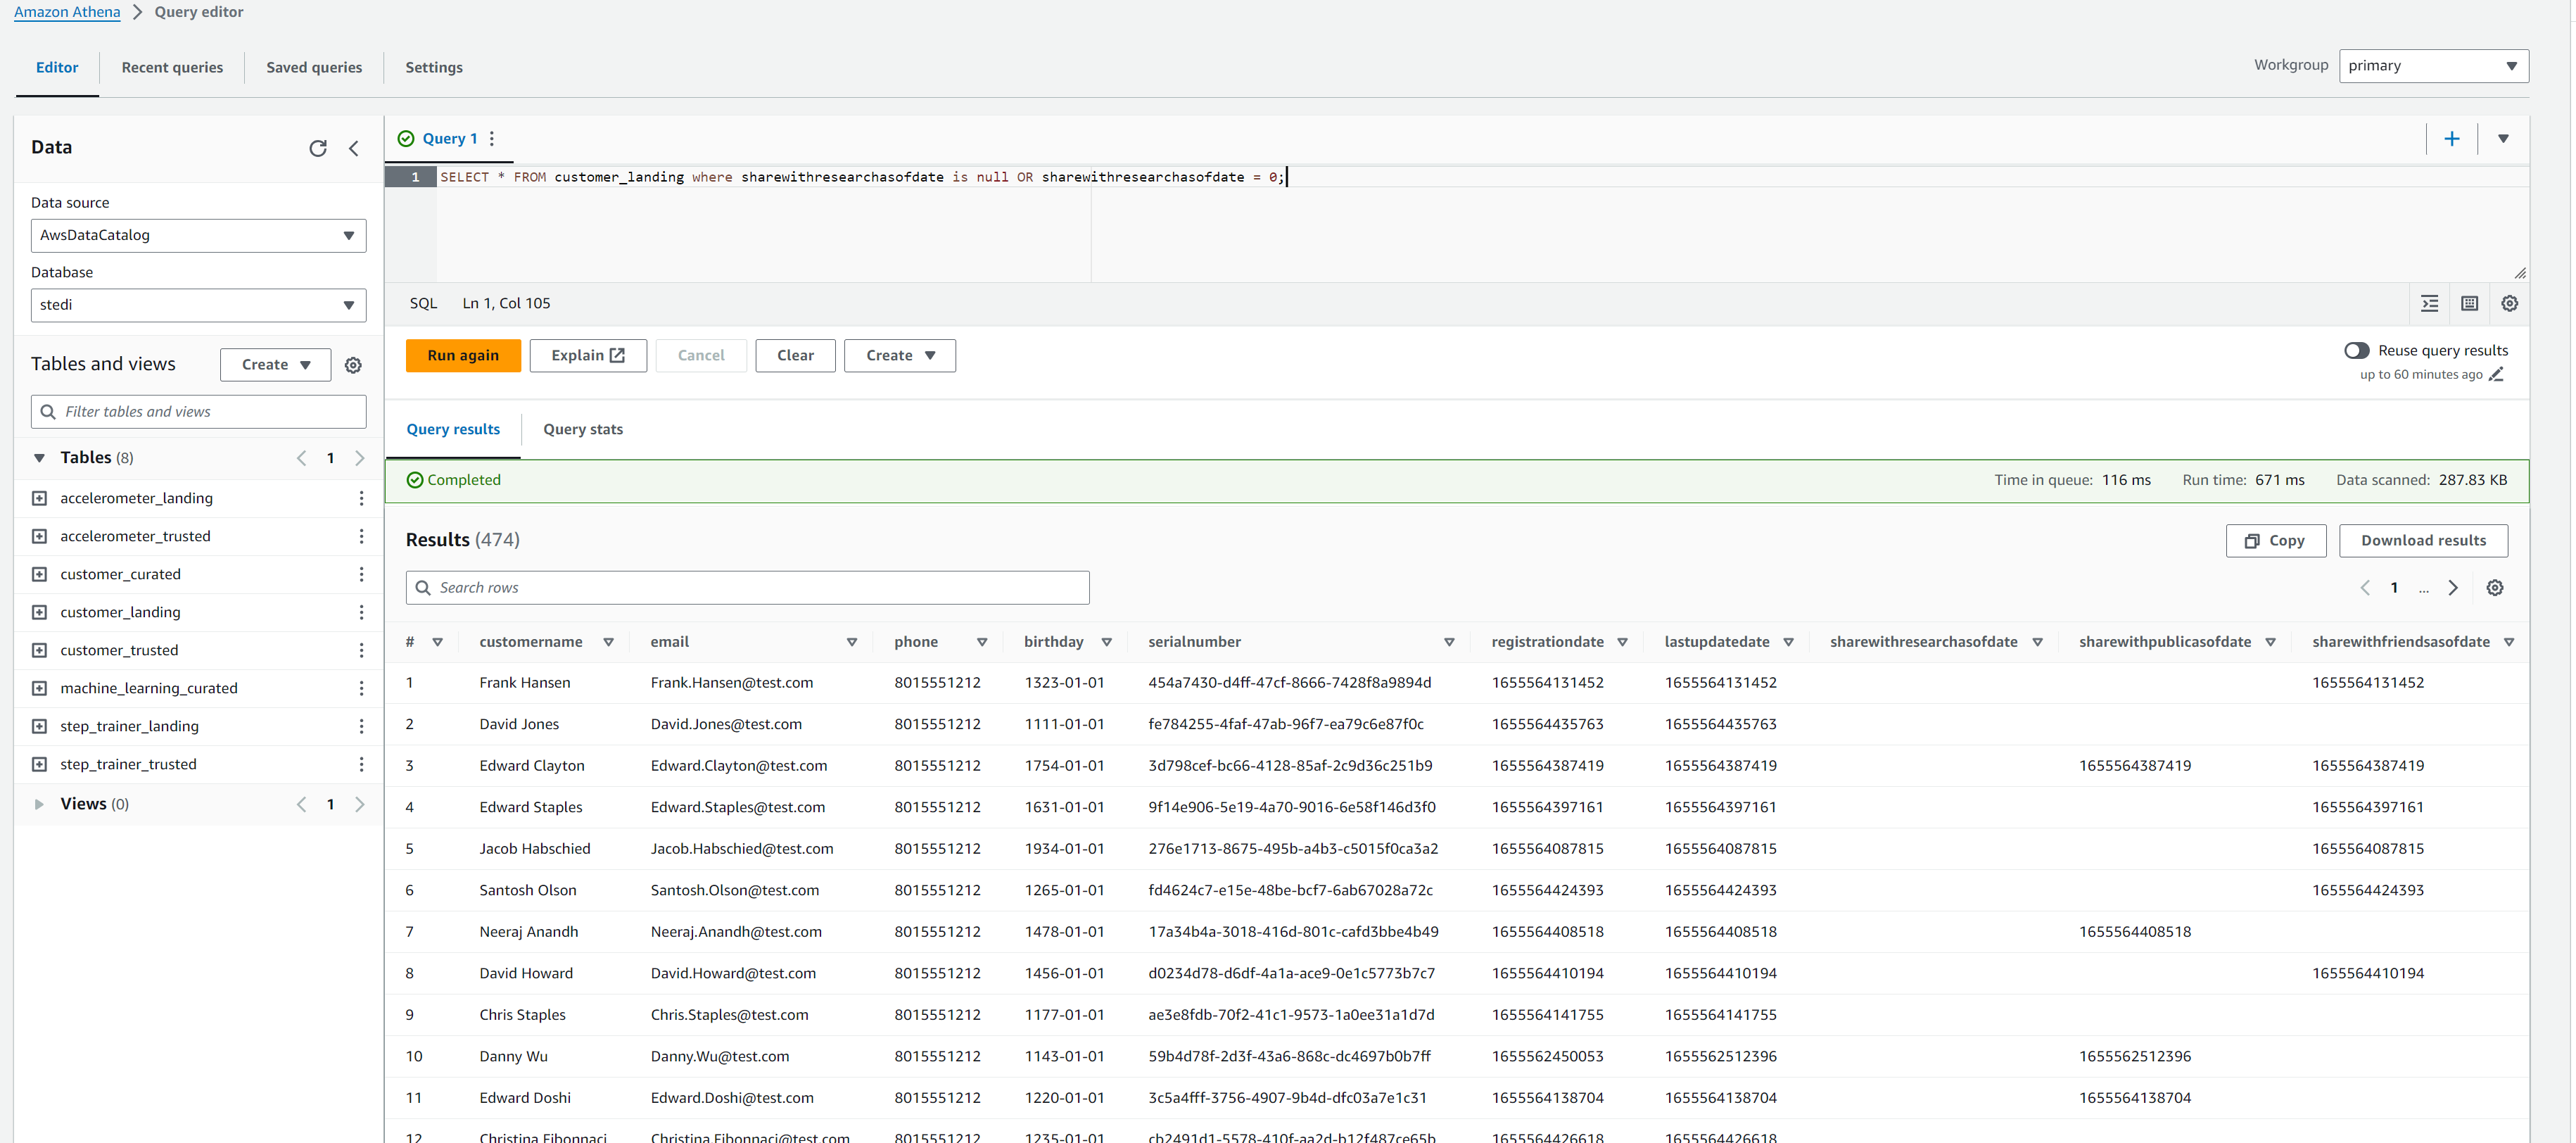 Amazon Athena > Query editor
Editor Recent queries Saved queries Settings Workgroup primary
Data
Data source
AwsDataCatalog
Database
stedi
Tables and views Create
Filter tables and views
Tables (8) 1
accelerometer_landing
accelerometer_trusted
customer_curated
customer_landing
customer_trusted
machine_learning_curated
step_trainer_landing
step_trainer_trusted
Views (0) 1
Query 1
1 SELECT * FROM customer_landing where sharewithresearchasofdate is null OR sharewithresearchasofdate = 0;
SQL Ln 1, Col 105
Run again Explain Cancel Clear Create Reuse query results
up to 60 minutes ago
Query results Query stats
Completed Time in queue: 116 ms Run time: 671 ms Data scanned: 287.83 KB
Results (474) Copy Download results
Search rows 1 ...
# customername email phone birthday serialnumber registrationdate lastupdatedate sharewithresearchasofdate sharewithpublicasofdate sharewithfriendsasofdate
1 Frank Hansen Frank.Hansen@test.com 8015551212 1323-01-01 454a7430-d4ff-47cf-8666-7428f8a9894d 1655564131452 1655564131452 1655564131452
2 David Jones David.Jones@test.com 8015551212 1111-01-01 fe784255-4faf-47ab-96f7-ea79c6e87f0c 1655564435763 1655564435763
3 Edward Clayton Edward.Clayton@test.com 8015551212 1754-01-01 3d798cef-bc66-4128-85af-2c9d36c251b9 1655564387419 1655564387419 1655564387419 1655564387419
4 Edward Staples Edward.Staples@test.com 8015551212 1631-01-01 9f14e906-5e19-4a70-9016-6e58f146d3f0 1655564397161 1655564397161 1655564397161
5 Jacob Habschied Jacob.Habschied@test.com 8015551212 1934-01-01 276e1713-8675-495b-a4b3-c5015f0ca3a2 1655564087815 1655564087815 1655564087815
6 Santosh Olson Santosh.Olson@test.com 8015551212 1265-01-01 fd4624c7-e15e-48be-bcf7-6ab67028a72c 1655564424393 1655564424393 1655564424393
7 Neeraj Anandh Neeraj.Anandh@test.com 8015551212 1478-01-01 17a34b4a-3018-416d-801c-cafd3bbe4b49 1655564408518 1655564408518 1655564408518
8 David Howard David.Howard@test.com 8015551212 1456-01-01 d0234d78-d6df-4a1a-ace9-0e1c5773b7c7 1655564410194 1655564410194 1655564410194
9 Chris Staples Chris.Staples@test.com 8015551212 1177-01-01 ae3e8fdb-70f2-41c1-9573-1a0ee31a1d7d 1655564141755 1655564141755
10 Danny Wu Danny.Wu@test.com 8015551212 1143-01-01 59b4d78f-2d3f-43a6-868c-dc4697b0b7ff 1655562450053 1655562512396 1655562512396
11 Edward Doshi Edward.Doshi@test.com 8015551212 1220-01-01 3c5a4fff-3756-4907-9b4d-dfc03a7e1c31 1655564138704 1655564138704 1655564138704
12 Christina Fibonnaci Christina.Fibonnaci@test.com 8015551212 1235-01-01 cb2491d1-5578-410f-aa2d-b12f487ce65b 1655564426618 1655564426618